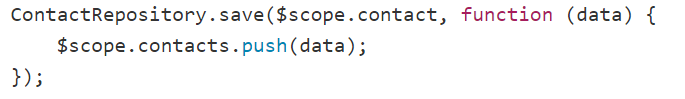 ContactRepository.save($scope.contact, function (data) {
    $scope.contacts.push(data);
});